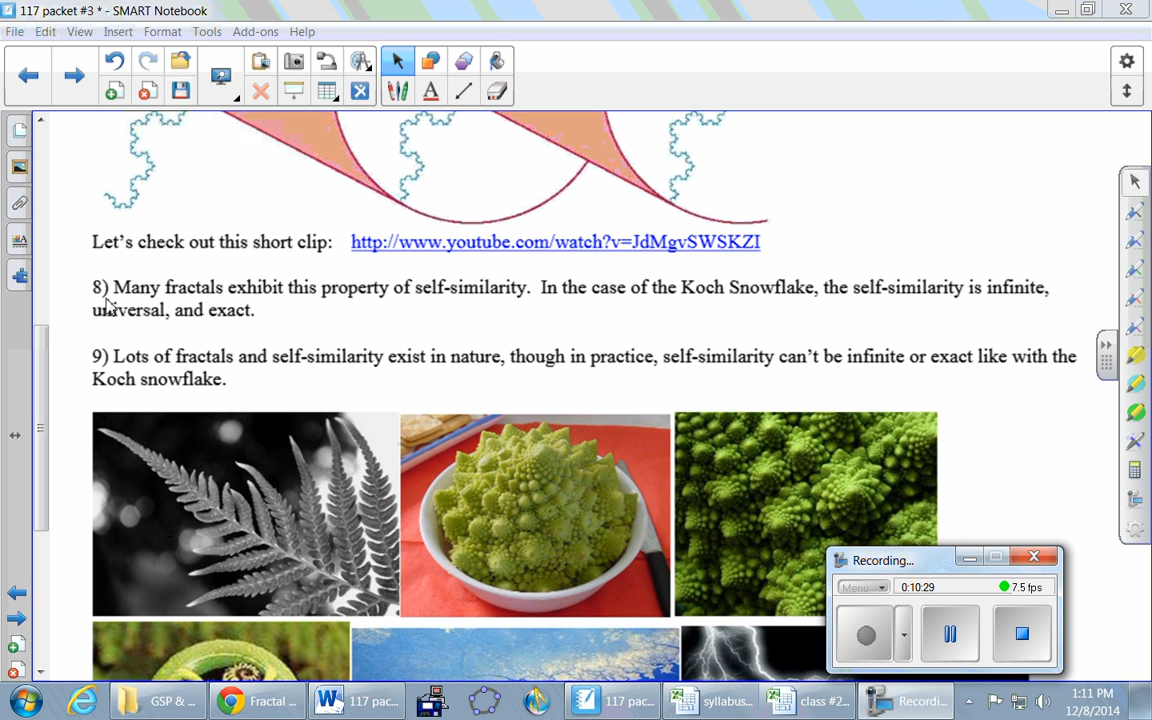 117 packet #3 * - SMART Notebook
File Edit View Insert Format Tools Add-ons Help
Let's check out this short clip: http://www.youtube.com/watch?v=JdMgvSWSKZI
8) Many fractals exhibit this property of self-similarity. In the case of the Koch Snowflake, the self-similarity is infinite,
universal, and exact.
9) Lots of fractals and self-similarity exist in nature, though in practice, self-similarity can't be infinite or exact like with the
Koch snowflake.
Recording...
Menu 0:10:29 7.5 fps
GSP & ... Fractal ... 117 pac... 117 pac... syllabus... class #2... Recordi...
1:11 PM
12/8/2014